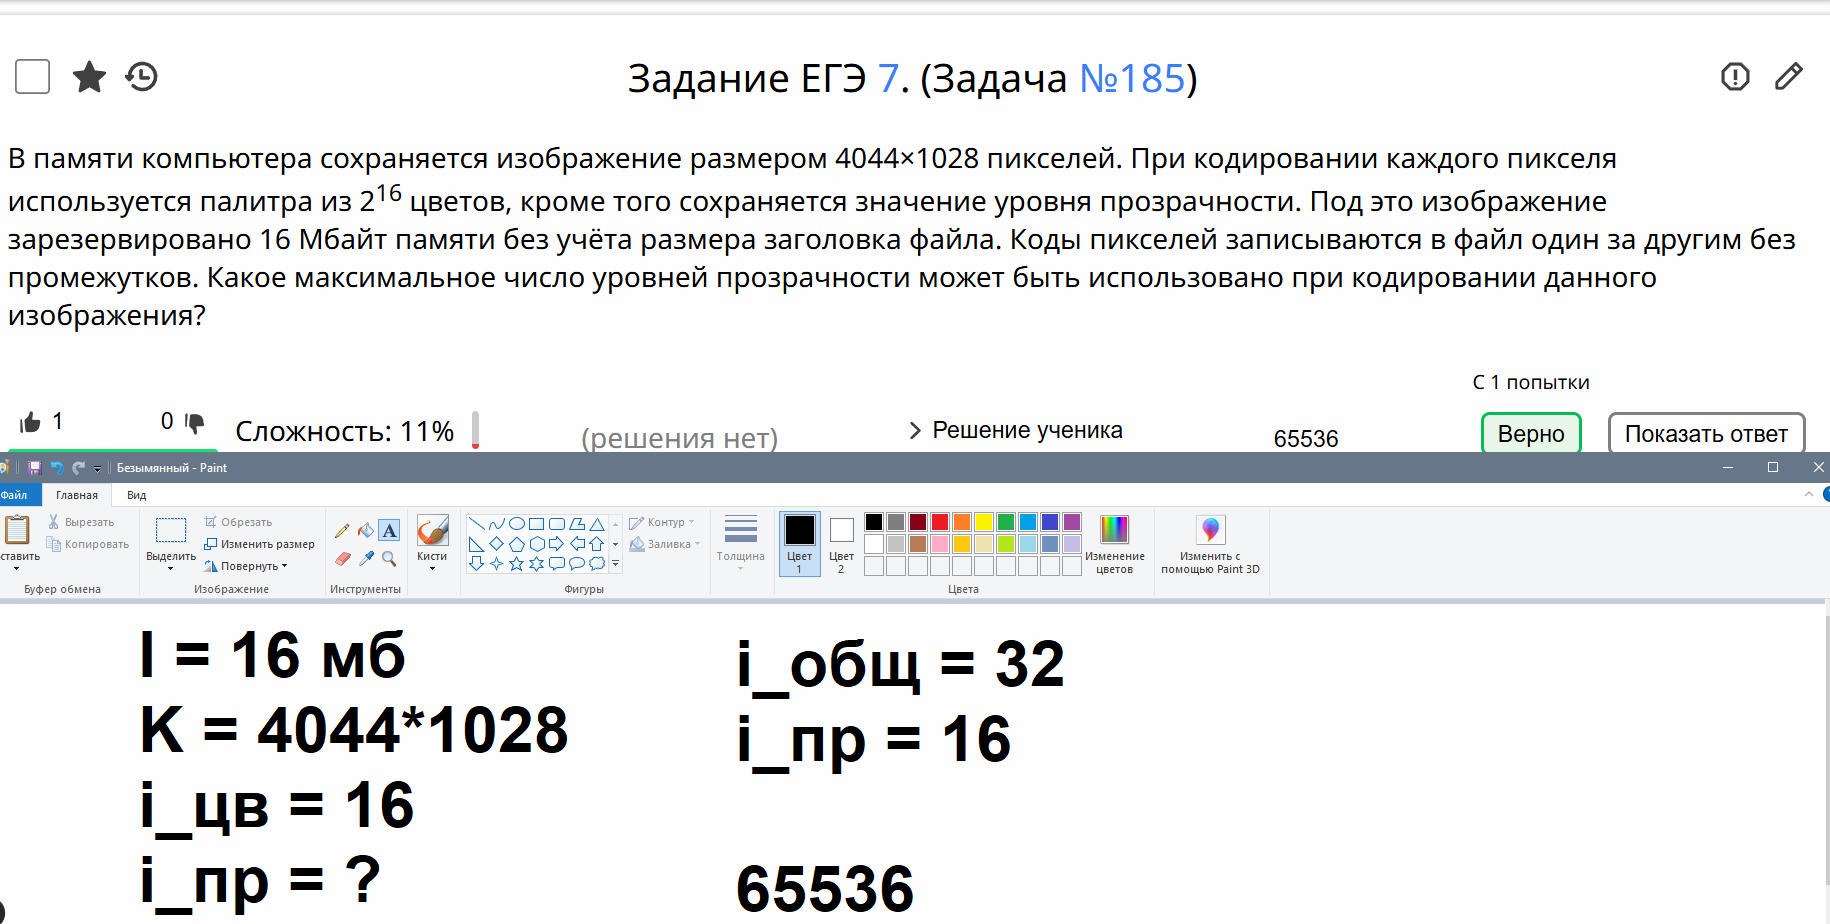 Задание ЕГЭ 7. (Задача №185)
В памяти компьютера сохраняется изображение размером 4044×1028 пикселей. При кодировании каждого пикселя
используется палитра из 2^16 цветов, кроме того сохраняется значение уровня прозрачности. Под это изображение
зарезервировано 16 Мбайт памяти без учёта размера заголовка файла. Коды пикселей записываются в файл один за другим без
промежутков. Какое максимальное число уровней прозрачности может быть использовано при кодировании данного
изображения?
С 1 попытки
1 0 Сложность: 11% (решения нет) Решение ученика 65536 Верно Показать ответ
Безымянный - Paint
Файл Главная Вид
Вырезать
Копировать
ставить
Буфер обмена
Выделить
Обрезать
Изменить размер
Повернуть
Изображение
A
Инструменты
Кисти
Контур
Заливка
Фигуры
Толщина
Цвет 1
Цвет 2
Изменение цветов
Цвета
Изменить с помощью Paint 3D
I = 16 мб
K = 4044*1028
i_цв = 16
i_пр = ?
i_общ = 32
i_пр = 16
65536